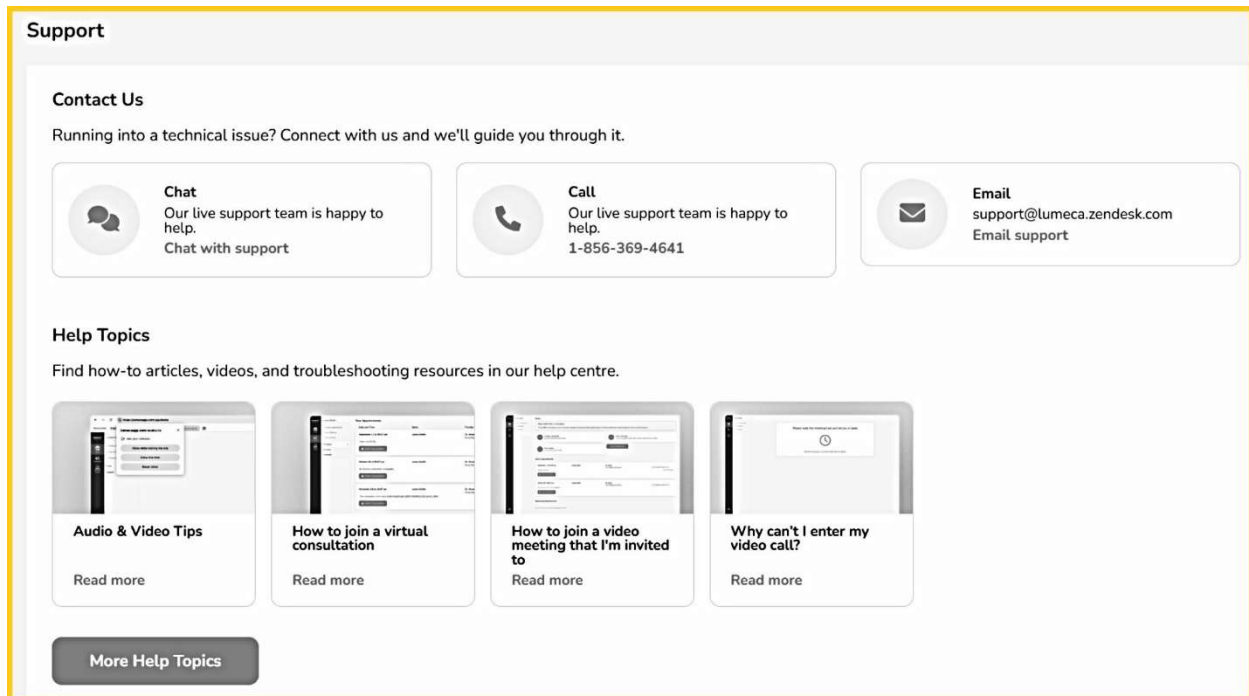 Support
Contact Us
Running into a technical issue? Connect with us and we'll guide you through it.
Chat
Our live support team is happy to
help.
Chat with support
Call
Our live support team is happy to
help.
1-856-369-4641
Email
support@lumeca.zendesk.com
Email support
Help Topics
Find how-to articles, videos, and troubleshooting resources in our help centre.
Audio & Video Tips
Read more
How to join a virtual
consultation
Read more
How to join a video
meeting that I'm invited
to
Read more
Why can't I enter my
video call?
Read more
More Help Topics